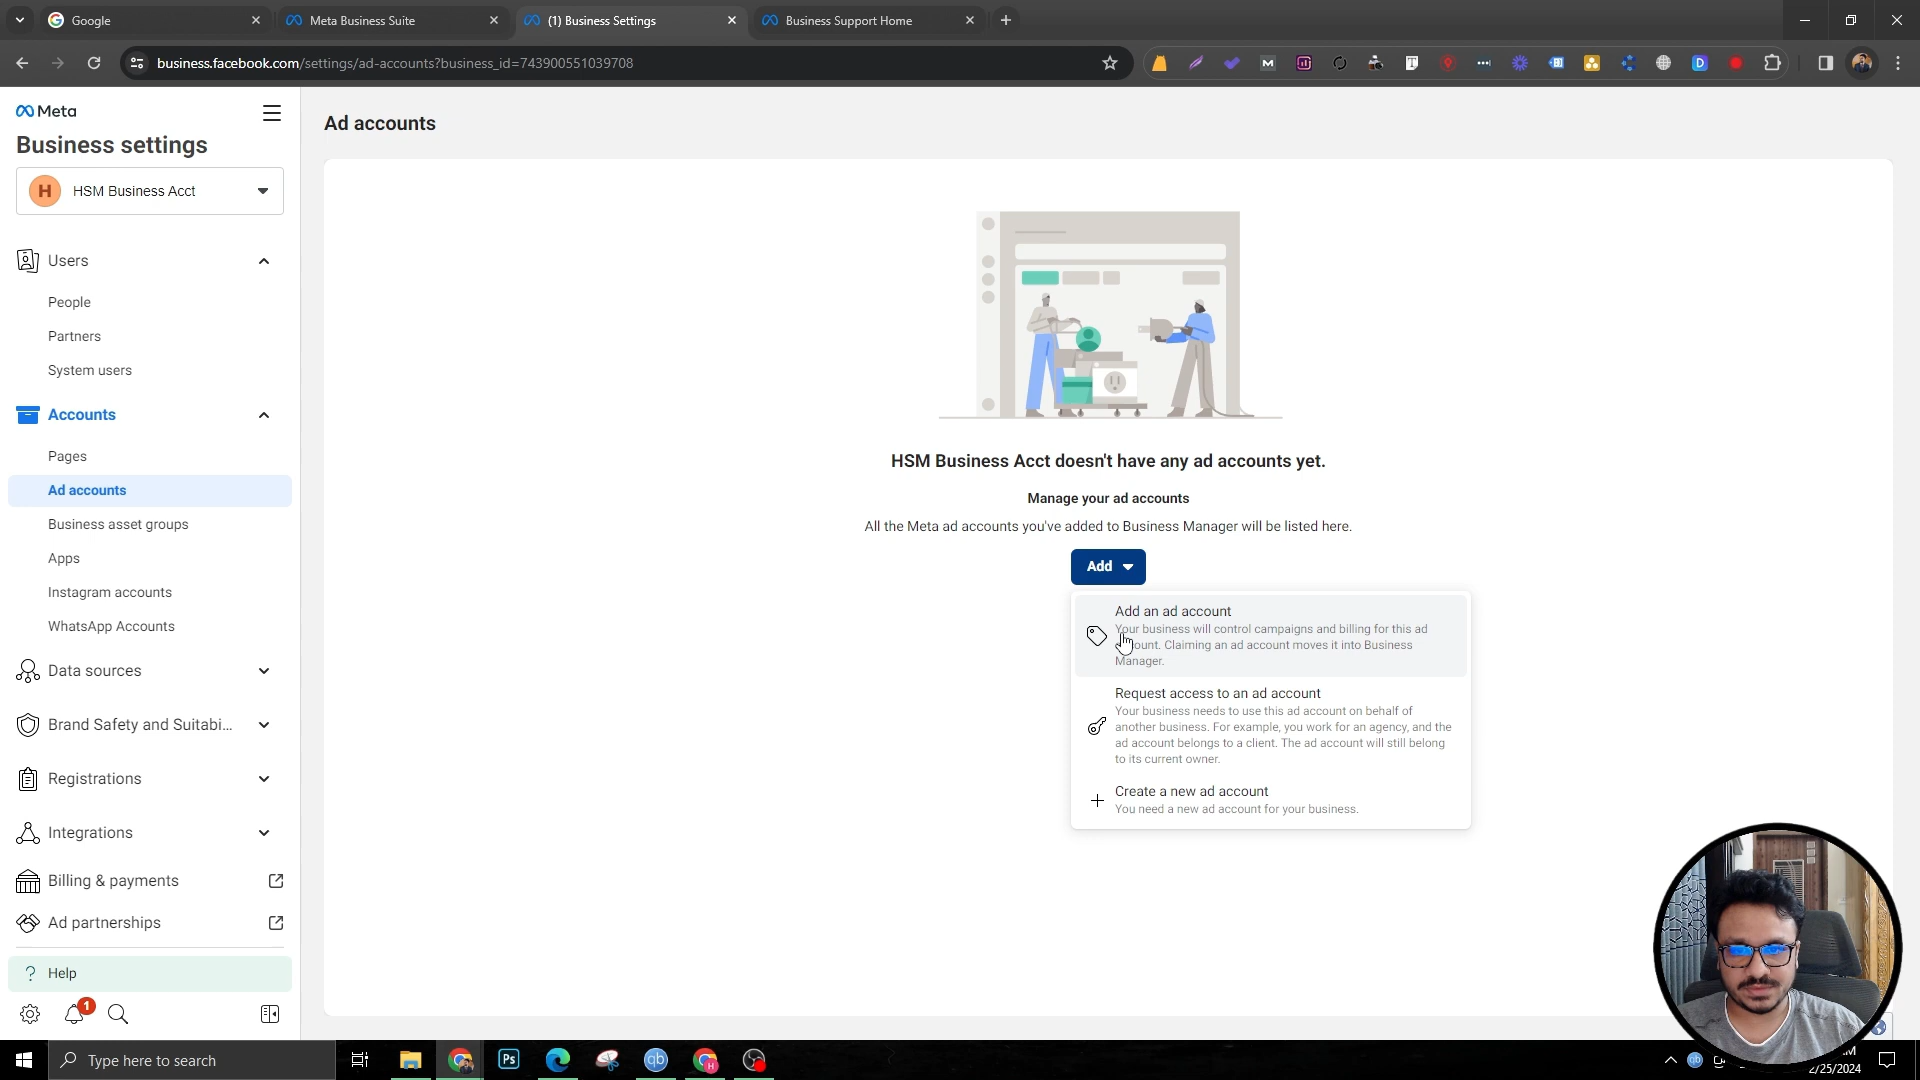 Google
Meta Business Suite
(1) Business Settings
Business Support Home
business.facebook.com/settings/ad-accounts?business_id=743900551039708
Meta
Business settings
H
HSM Business Acct
Users
People
Partners
System users
Accounts
Pages
Ad accounts
Business asset groups
Apps
Instagram accounts
WhatsApp Accounts
Data sources
Brand Safety and Suitabi...
Registrations
Integrations
Billing & payments
Ad partnerships
? Help
1
Ad accounts
HSM Business Acct doesn't have any ad accounts yet.
Manage your ad accounts
All the Meta ad accounts you've added to Business Manager will be listed here.
Add
Add an ad account
Your business will control campaigns and billing for this ad
Claiming an ad account moves it into Business
Manager.
Request access to an ad account
Your business needs to use this ad account on behalf of
another business. For example, you work for an agency, and the
ad account belongs to a client. The ad account will still belong
to its current owner.
Create a new ad account
You need a new ad account for your business.
Type here to search
Ps
qb
2/25/2024